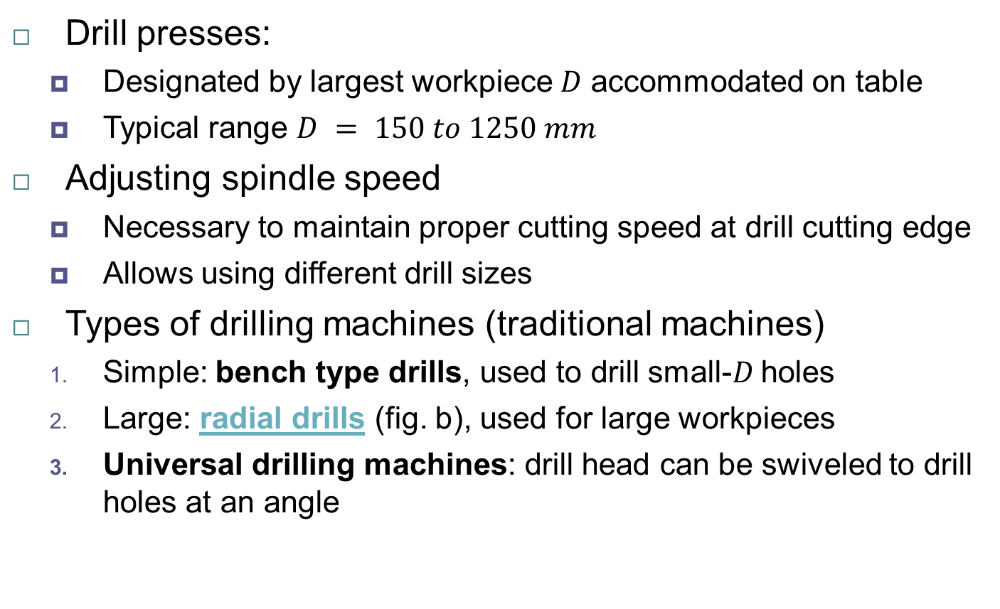 Drill presses:
Designated by largest workpiece D accommodated on table
Typical range D = 150 to 1250 mm
Adjusting spindle speed
Necessary to maintain proper cutting speed at drill cutting edge
Allows using different drill sizes
Types of drilling machines (traditional machines)
1. Simple: bench type drills, used to drill small-D holes
2. Large: radial drills (fig. b), used for large workpieces
3. Universal drilling machines: drill head can be swiveled to drill
holes at an angle